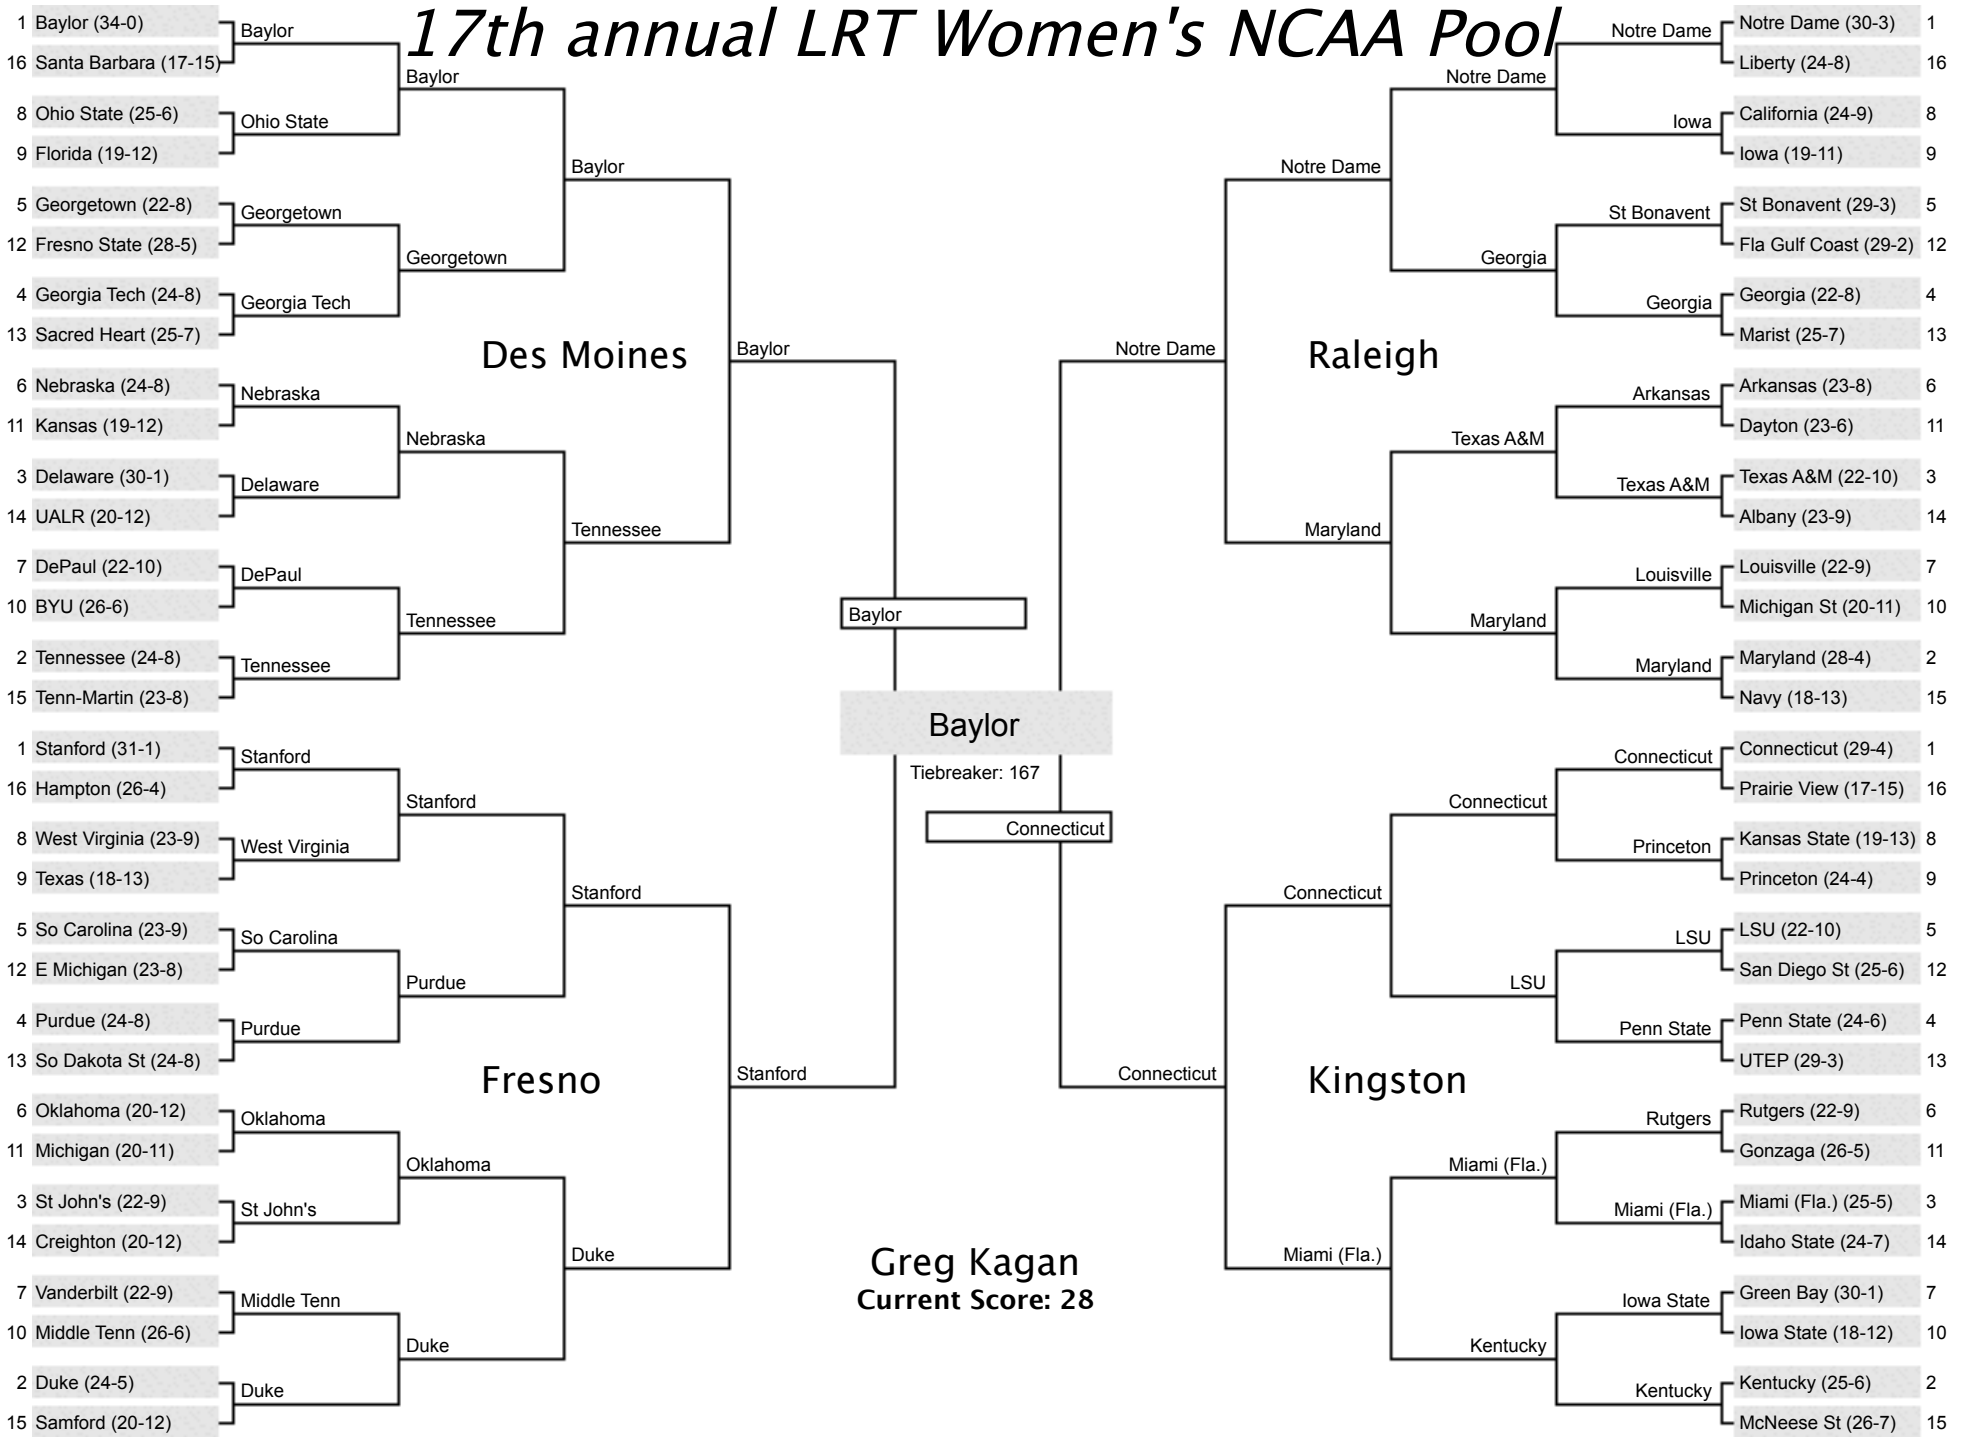 17th annual LRT Women's NCAA Pool
1 Baylor (34-0)
16 Santa Barbara (17-15)
8 Ohio State (25-6)
9 Florida (19-12)
5 Georgetown (22-8)
12 Fresno State (28-5)
4 Georgia Tech (24-8)
13 Sacred Heart (25-7)
6 Nebraska (24-8)
11 Kansas (19-12)
3 Delaware (30-1)
14 UALR (20-12)
7 DePaul (22-10)
10 BYU (26-6)
2 Tennessee (24-8)
15 Tenn-Martin (23-8)
Baylor
Ohio State
Georgetown
Georgia Tech
Nebraska
Delaware
DePaul
Tennessee
Baylor
Georgetown
Nebraska
Tennessee
Baylor
Tennessee
Des Moines
Baylor
1 Stanford (31-1)
16 Hampton (26-4)
8 West Virginia (23-9)
9 Texas (18-13)
5 So Carolina (23-9)
12 E Michigan (23-8)
4 Purdue (24-8)
13 So Dakota St (24-8)
6 Oklahoma (20-12)
11 Michigan (20-11)
3 St John's (22-9)
14 Creighton (20-12)
7 Vanderbilt (22-9)
10 Middle Tenn (26-6)
2 Duke (24-5)
15 Samford (20-12)
Stanford
West Virginia
So Carolina
Purdue
Oklahoma
St John's
Middle Tenn
Duke
Stanford
Purdue
Oklahoma
Duke
Stanford
Duke
Fresno
Stanford
Baylor
Baylor
Tiebreaker: 167
Connecticut
Greg Kagan
Current Score: 28
Notre Dame
Raleigh
Notre Dame
Maryland
Notre Dame
Georgia
Texas A&M
Maryland
Notre Dame
Iowa
St Bonavent
Georgia
Arkansas
Texas A&M
Louisville
Maryland
Notre Dame (30-3) 1
Liberty (24-8) 16
California (24-9) 8
Iowa (19-11) 9
St Bonavent (29-3) 5
Fla Gulf Coast (29-2) 12
Georgia (22-8) 4
Marist (25-7) 13
Arkansas (23-8) 6
Dayton (23-6) 11
Texas A&M (22-10) 3
Albany (23-9) 14
Louisville (22-9) 7
Michigan St (20-11) 10
Maryland (28-4) 2
Navy (18-13) 15
Connecticut
Kingston
Connecticut
Miami (Fla.)
Connecticut
LSU
Miami (Fla.)
Kentucky
Connecticut
Princeton
LSU
Penn State
Rutgers
Miami (Fla.)
Iowa State
Kentucky
Connecticut (29-4) 1
Prairie View (17-15) 16
Kansas State (19-13) 8
Princeton (24-4) 9
LSU (22-10) 5
San Diego St (25-6) 12
Penn State (24-6) 4
UTEP (29-3) 13
Rutgers (22-9) 6
Gonzaga (26-5) 11
Miami (Fla.) (25-5) 3
Idaho State (24-7) 14
Green Bay (30-1) 7
Iowa State (18-12) 10
Kentucky (25-6) 2
McNeese St (26-7) 15